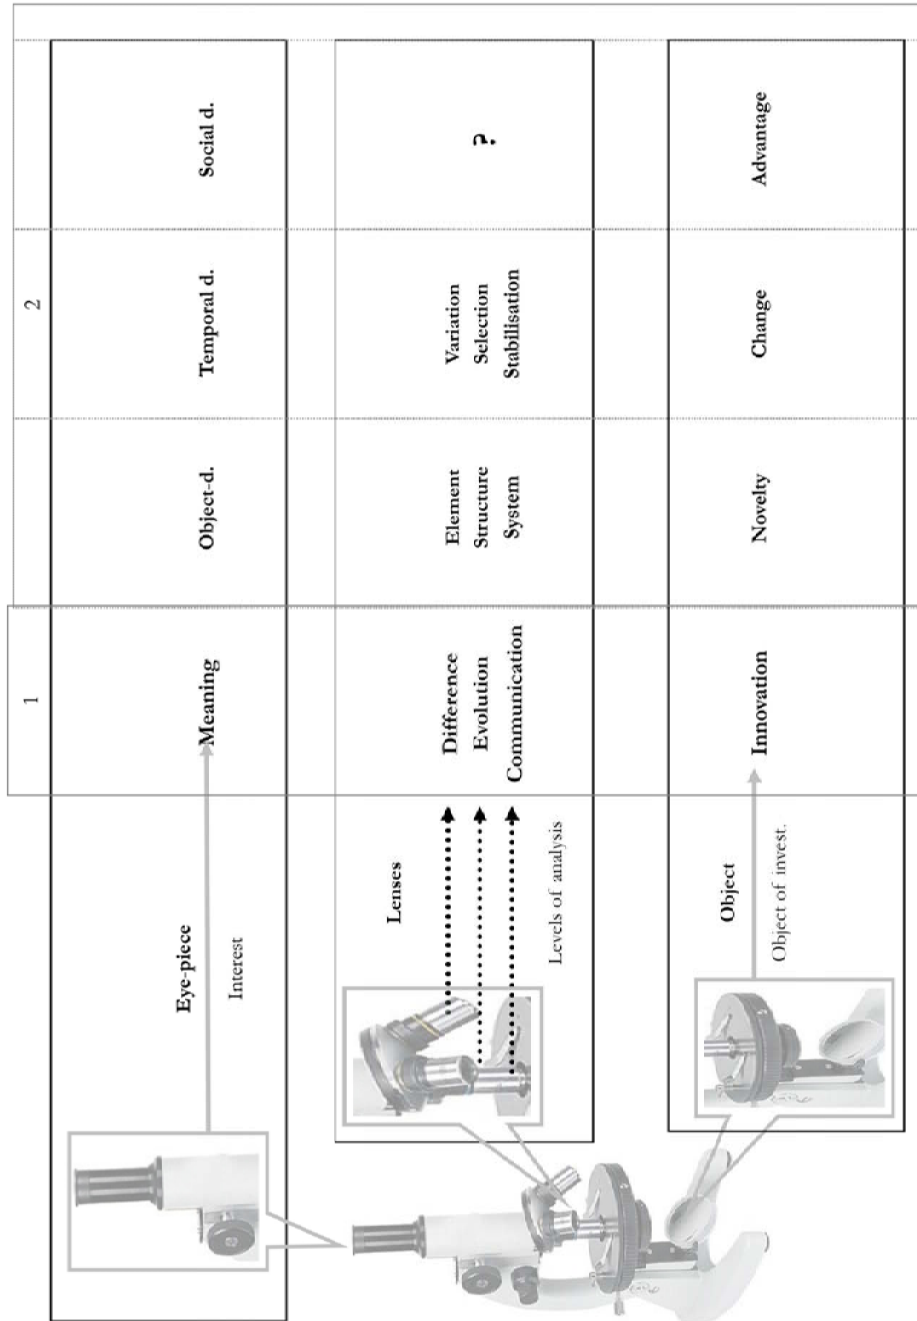 1
2
Eye-piece
Interest
Meaning
Object-d.
Temporal d.
Social d.
Lenses
Levels of analysis
Difference
Evolution
Communication
Element
Structure
System
Variation
Selection
Stabilisation
?
Object
Object of invest.
Innovation
Novelty
Change
Advantage